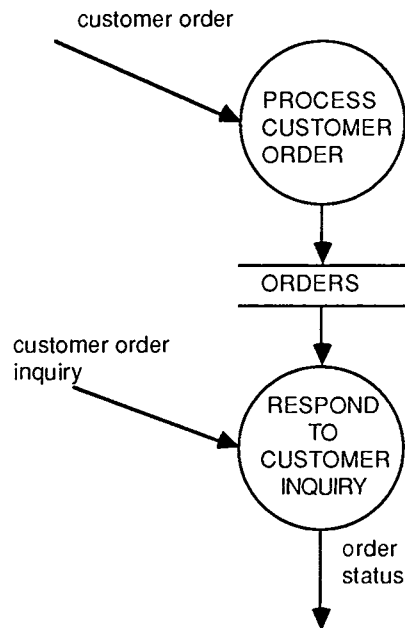 customer order
PROCESS
CUSTOMER
ORDER
ORDERS
customer order
inquiry
RESPOND
TO
CUSTOMER
INQUIRY
order
status